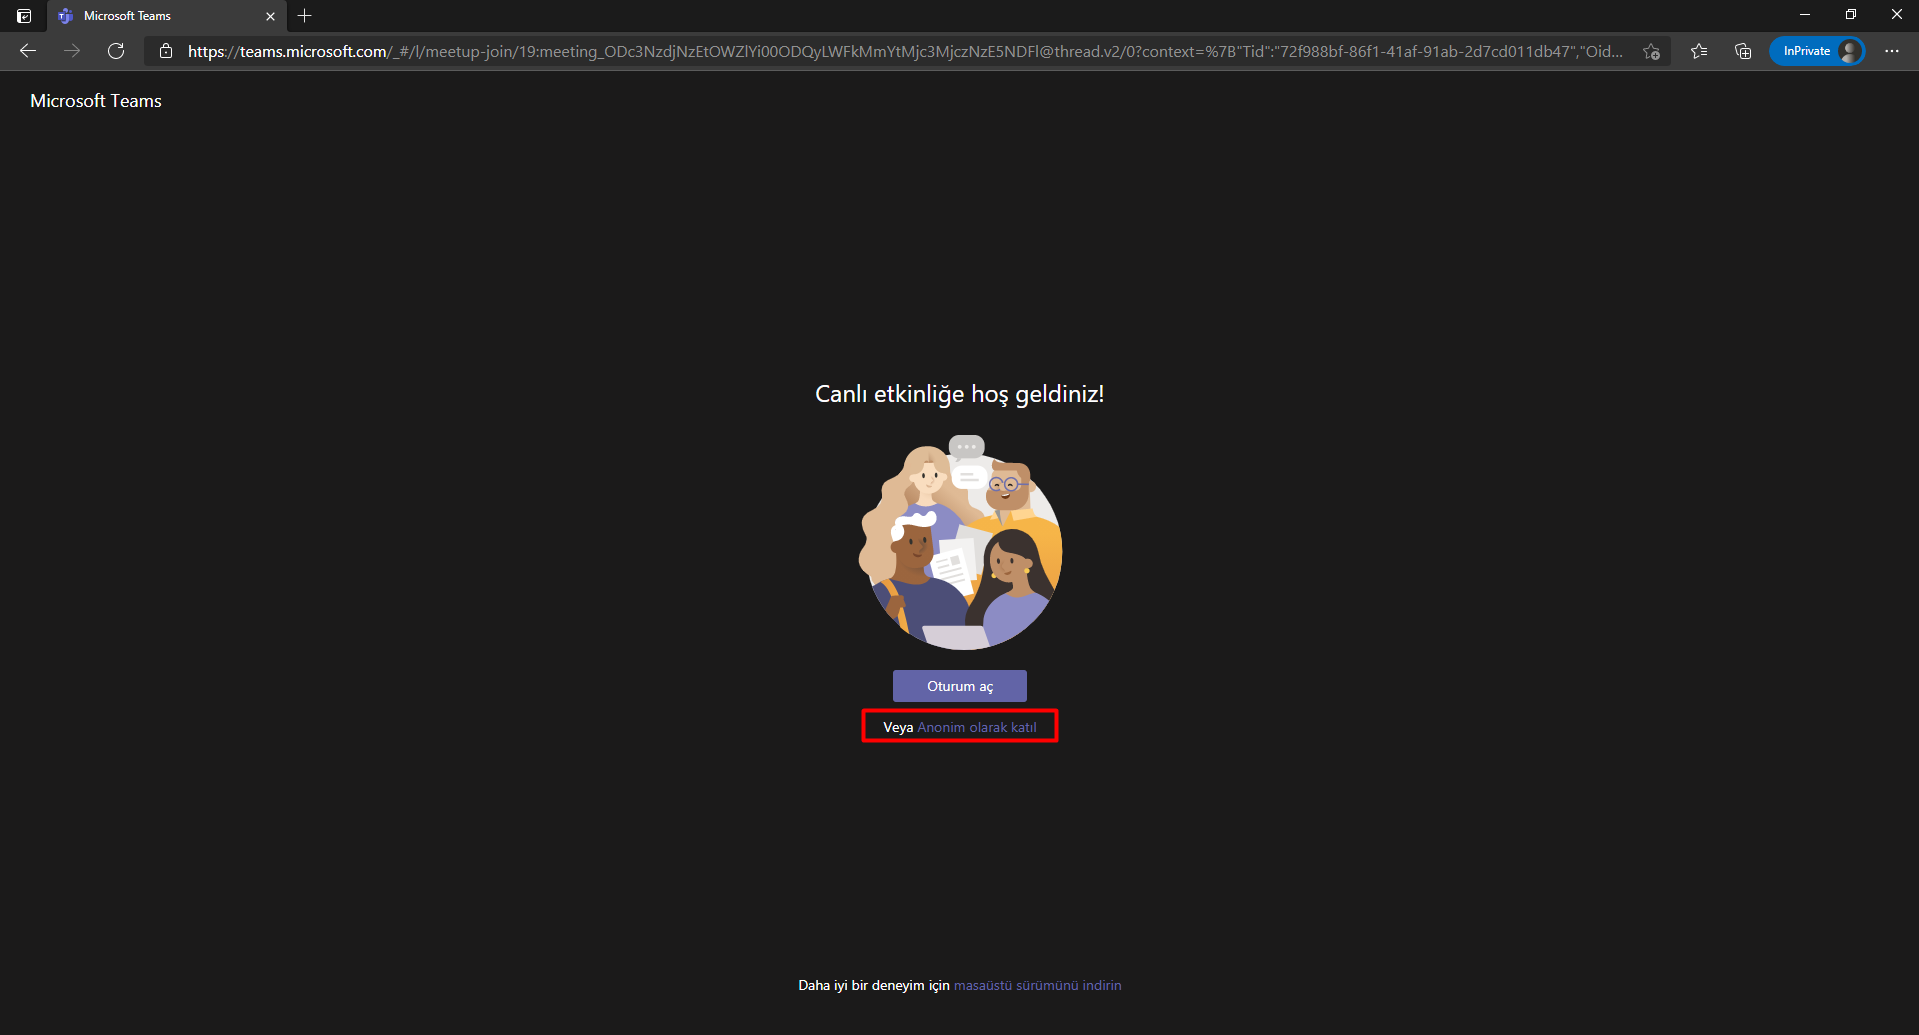 Microsoft Teams
https://teams.microsoft.com/_#/l/meetup-join/19:meeting_ODc3NzdjNzEtOWZlYi00ODQyLWFkMmYtMjc3MjczNzE5NDFl@thread.v2/0?context=%7B"Tid":"72f988bf-86f1-41af-91ab-2d7cd011db47","Oid...
InPrivate
Microsoft Teams
Canlı etkinliğe hoş geldiniz!
Oturum aç
Veya Anonim olarak katıl
Daha iyi bir deneyim için masaüstü sürümünü indirin